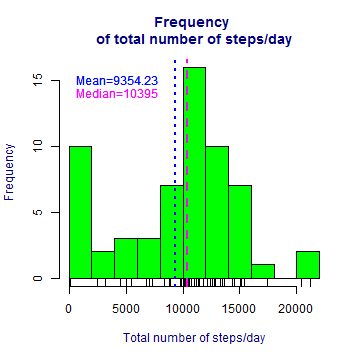 Frequency
of total number of steps/day
Mean=9354.23
Median=10395
Frequency
15
10
5
0
0
5000
10000
15000
20000
Total number of steps/day